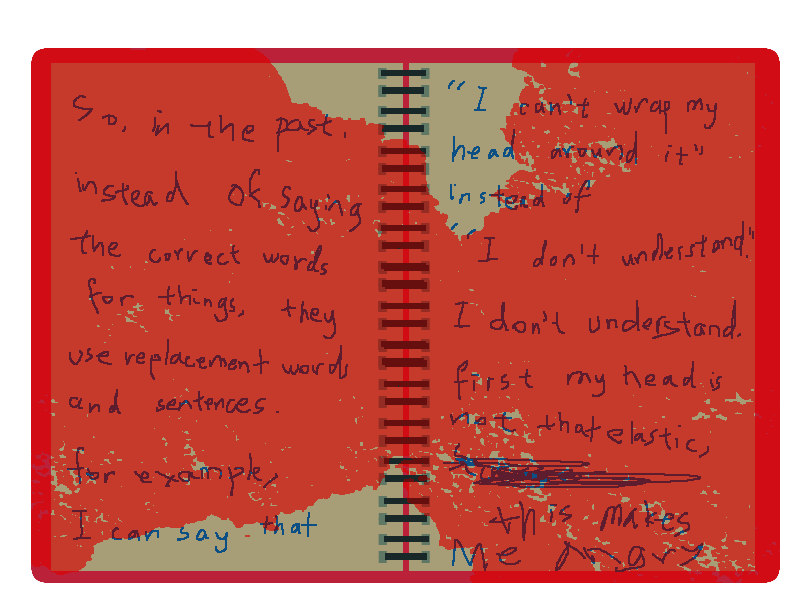 So, in the past,
instead of saying
the correct words
for things, they
use replacement words
and sentences.
for example,
I can say that
"I can't wrap my
head around it"
instead of
"I don't understand".
I don't understand.
first my head is
not that elastic,
this makes
Me Angry